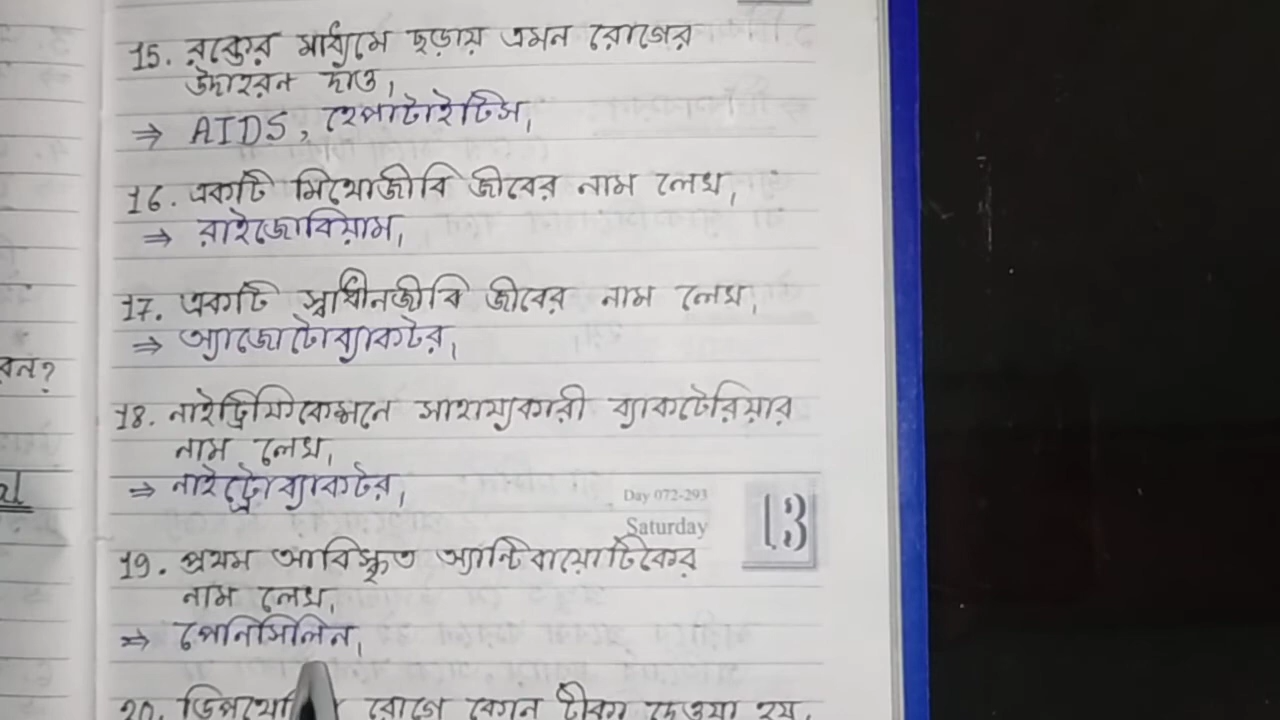 15. রক্তের মাধ্যমে ছড়ায় এমন রোগের
উদাহরন দাও।
⇒ AIDS, হেপাটাইটিস।
16. একটি মিথোজীবি জীবের নাম লেখ।
⇒ রাইজোবিয়াম।
17. একটি স্বাধীনজীবি জীবের নাম লেখ।
⇒ অ্যাজোটোব্যাকটর।
রন?
18. নাইট্রিফিকেশনে সাহায্যকারী ব্যাকটেরিয়ার
নাম লেখ।
⇒ নাইট্রোব্যাকটর।
Day 072-293
Saturday
13
19. প্রথম আবিস্কৃত অ্যান্টিবায়োটিকের
নাম লেখ।
⇒ পেনিসিলিন।
20. রোগে কোন টীকা দেওয়া হয়।